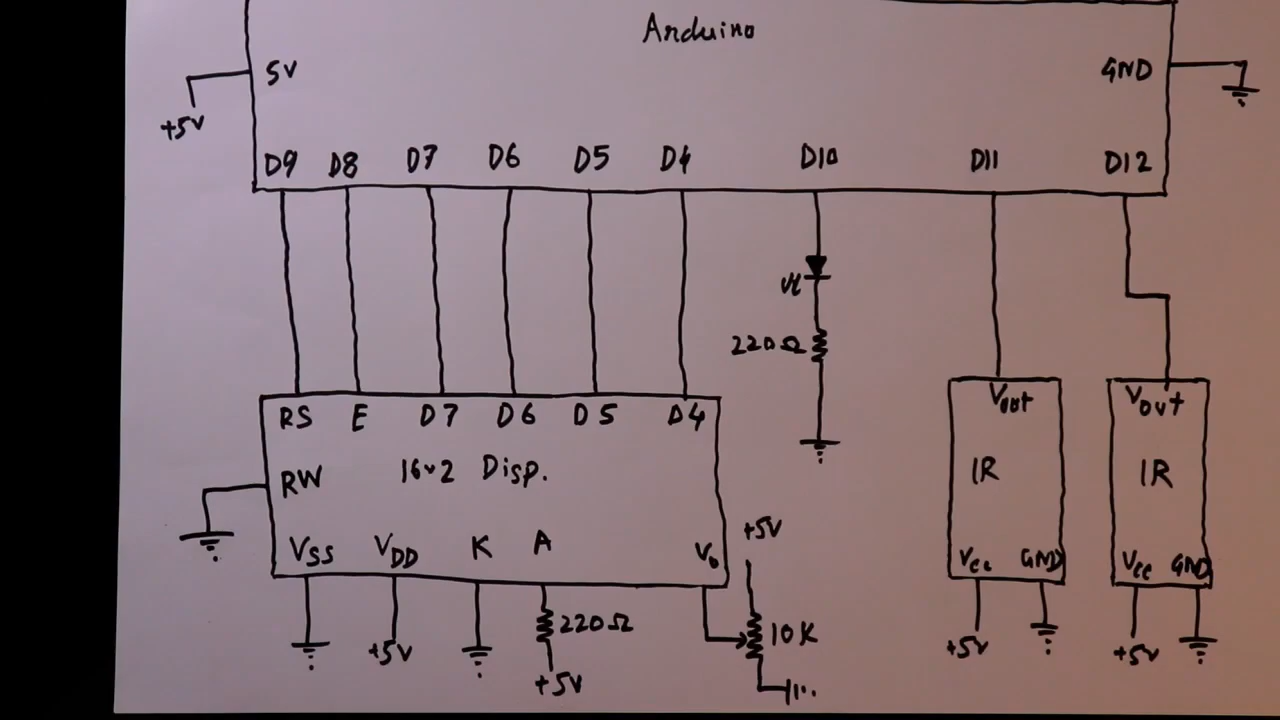 Arduino
5V GND
+5V
D9 D8 D7 D6 D5 D4 D10 D11 D12
220Ω
RS E D7 D6 D5 D4
Vout Vout
RW 16x2 Disp.
IR IR
+5V
VSS VDD K A V0
Vcc GND Vcc GND
220Ω 10K
+5V +5V +5V
+5V